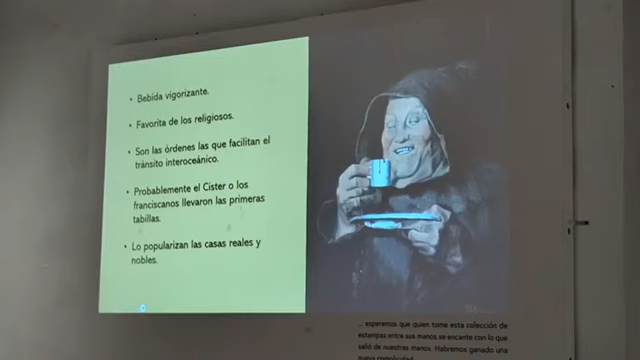 • Bebida vigorizante.
• Favorita de los religiosos.
• Son las órdenes las que facilitan el
tránsito interoceánico.
• Probablemente el Císter o los
franciscanos llevaron las primeras
tabillas.
• Lo popularizan las casas reales y
nobles.
... esperemos que quien tome esta colección de
estampas entre sus manos se encante con lo que
salió de nuestras manos. Habremos ganado una
nueva complicidad